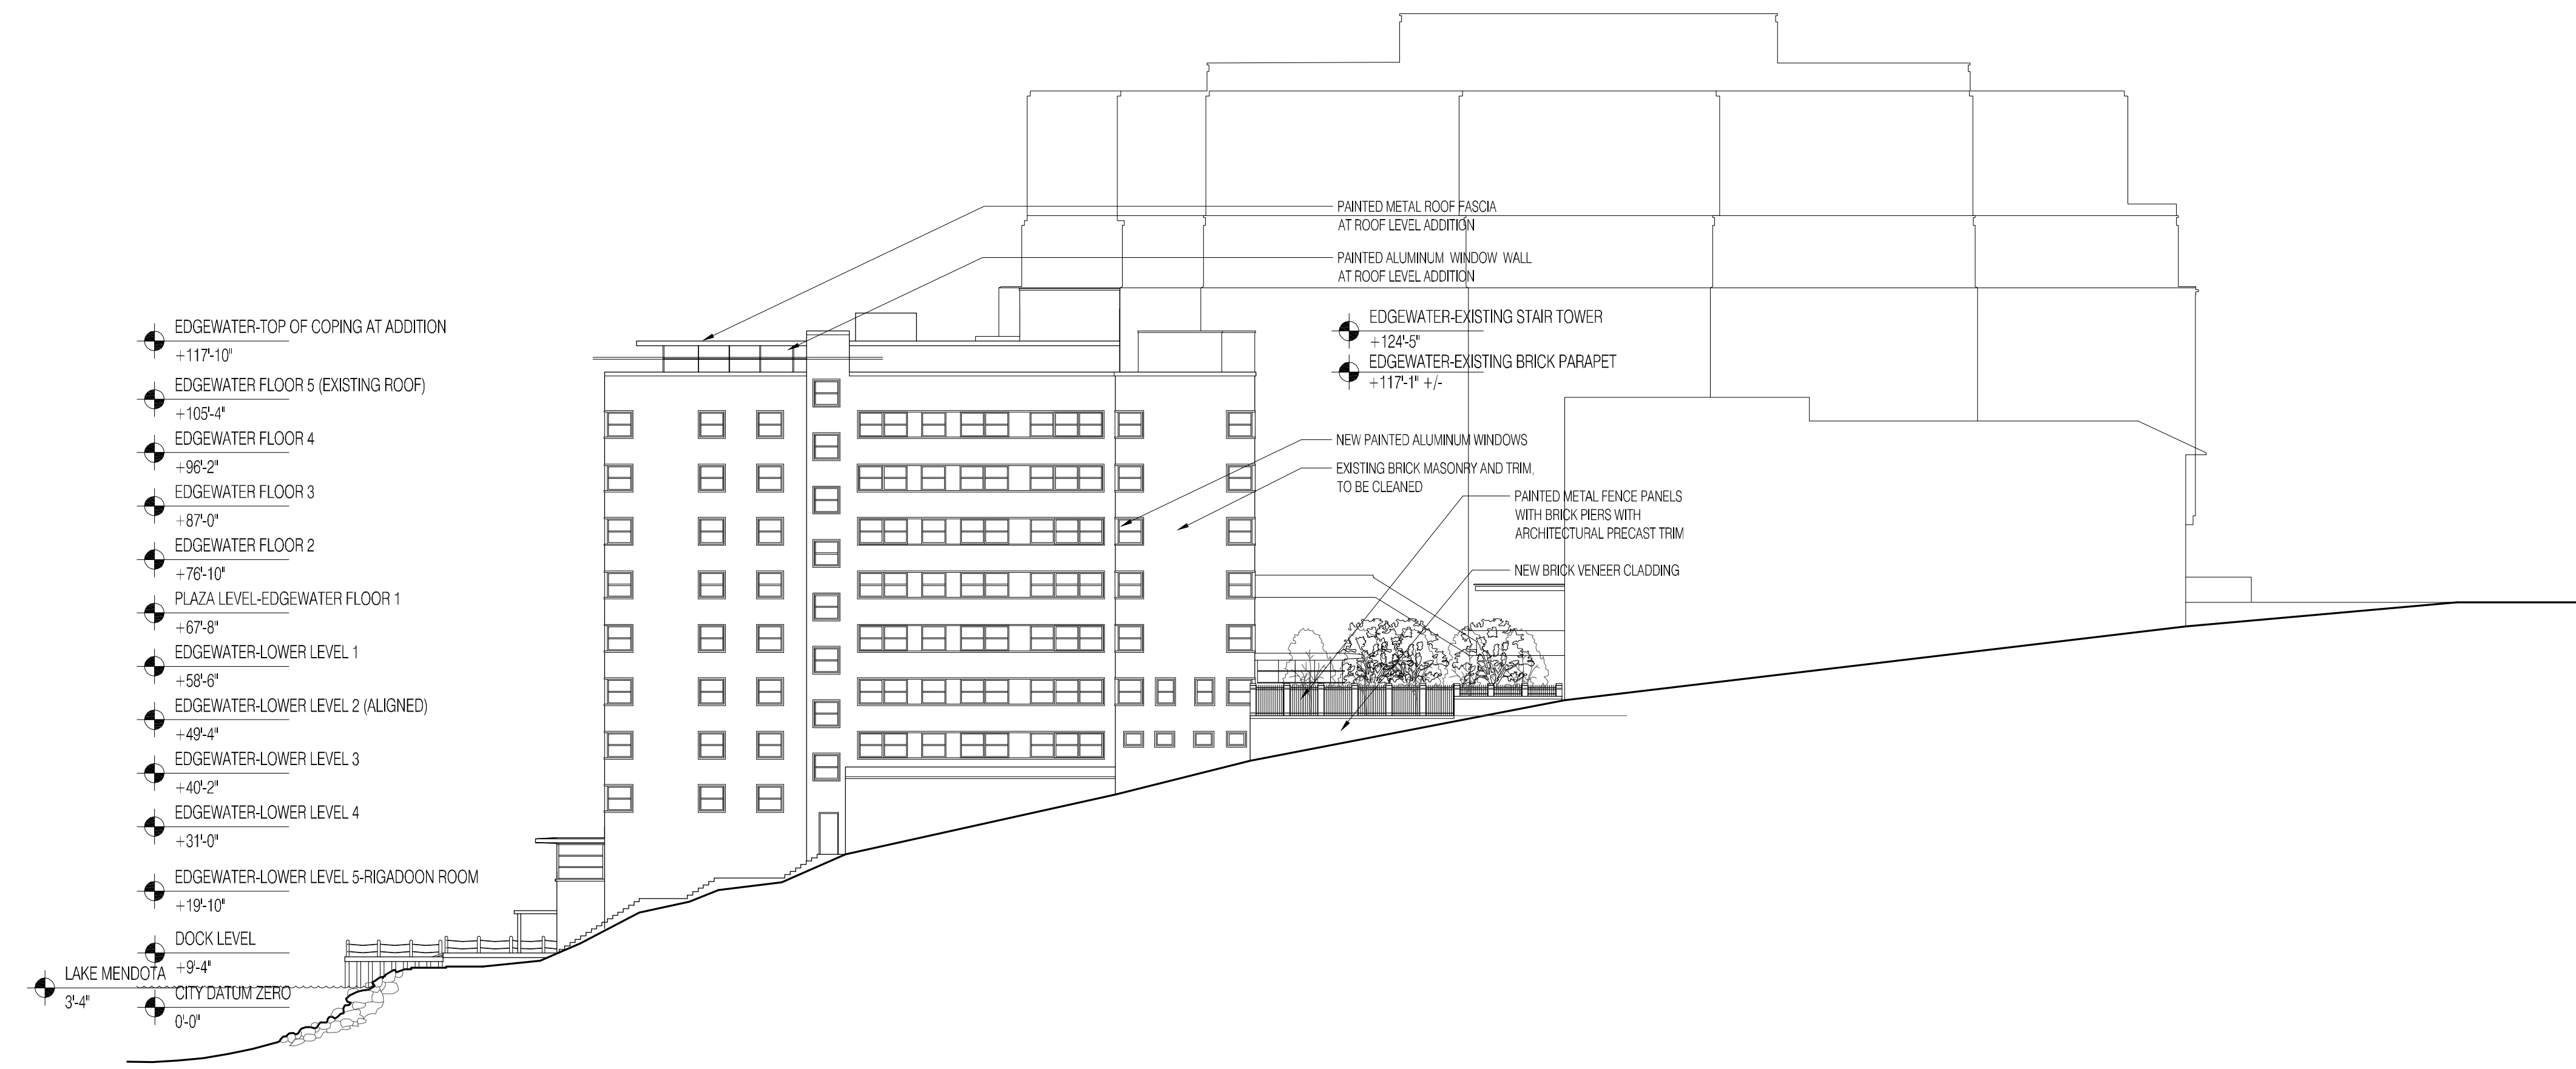 PAINTED METAL ROOF FASCIA
AT ROOF LEVEL ADDITION
PAINTED ALUMINUM WINDOW WALL
AT ROOF LEVEL ADDITION
EDGEWATER-TOP OF COPING AT ADDITION
+117'-10"
EDGEWATER FLOOR 5 (EXISTING ROOF)
+105'-4"
EDGEWATER FLOOR 4
+96'-2"
EDGEWATER FLOOR 3
+87'-0"
EDGEWATER FLOOR 2
+76'-10"
PLAZA LEVEL-EDGEWATER FLOOR 1
+67'-8"
EDGEWATER-LOWER LEVEL 1
+58'-6"
EDGEWATER-LOWER LEVEL 2 (ALIGNED)
+49'-4"
EDGEWATER-LOWER LEVEL 3
+40'-2"
EDGEWATER-LOWER LEVEL 4
+31'-0"
EDGEWATER-LOWER LEVEL 5-RIGADOON ROOM
+19'-10"
DOCK LEVEL
+9'-4"
LAKE MENDOTA
3'-4"
CITY DATUM ZERO
0'-0"
EDGEWATER-EXISTING STAIR TOWER
+124'-5"
EDGEWATER-EXISTING BRICK PARAPET
+117'-1" +/-
NEW PAINTED ALUMINUM WINDOWS
EXISTING BRICK MASONRY AND TRIM,
TO BE CLEANED
PAINTED METAL FENCE PANELS
WITH BRICK PIERS WITH
ARCHITECTURAL PRECAST TRIM
NEW BRICK VENEER CLADDING